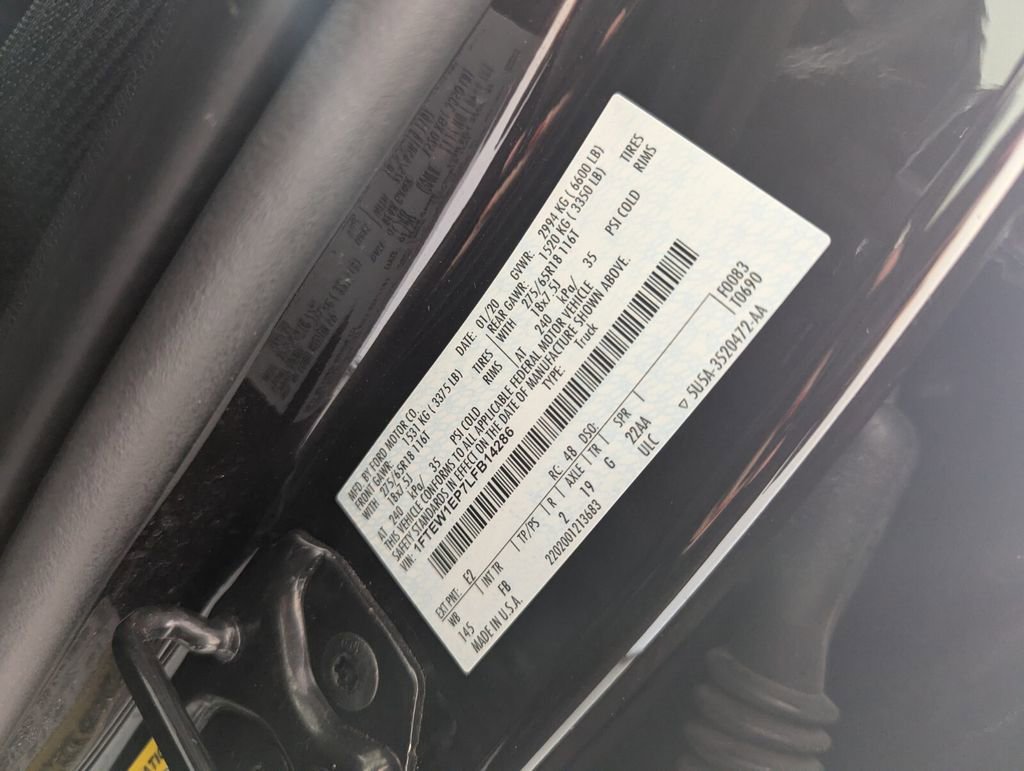 MFD. BY FORD MOTOR CO.
DATE: 01/20
GVWR: 2994 KG ( 6600 LB)
FRONT GAWR: 1531 KG ( 3375 LB)
REAR GAWR: 1520 KG ( 3350 LB)
WITH 275/65R18 116T TIRES
WITH 275/65R18 116T TIRES
18x7.5J RIMS
18x7.5J RIMS
AT 240 kPa/ 35 PSI COLD
AT 240 kPa/ 35 PSI COLD
THIS VEHICLE CONFORMS TO ALL APPLICABLE FEDERAL MOTOR VEHICLE
SAFETY STANDARDS IN EFFECT ON THE DATE OF MANUFACTURE SHOWN ABOVE.
VIN: 1FTEW1EP7LFB14286
TYPE: Truck
F0083
T0690
EXT PNT: E2 RC: 48 DSO:
WB | INT TR | TP/PS | R | AXLE | TR | SPR |
145 FB 2 19 G 22AA
MADE IN U.S.A. 2202001213683 ULC
▽ 5U5A-3520472-AA